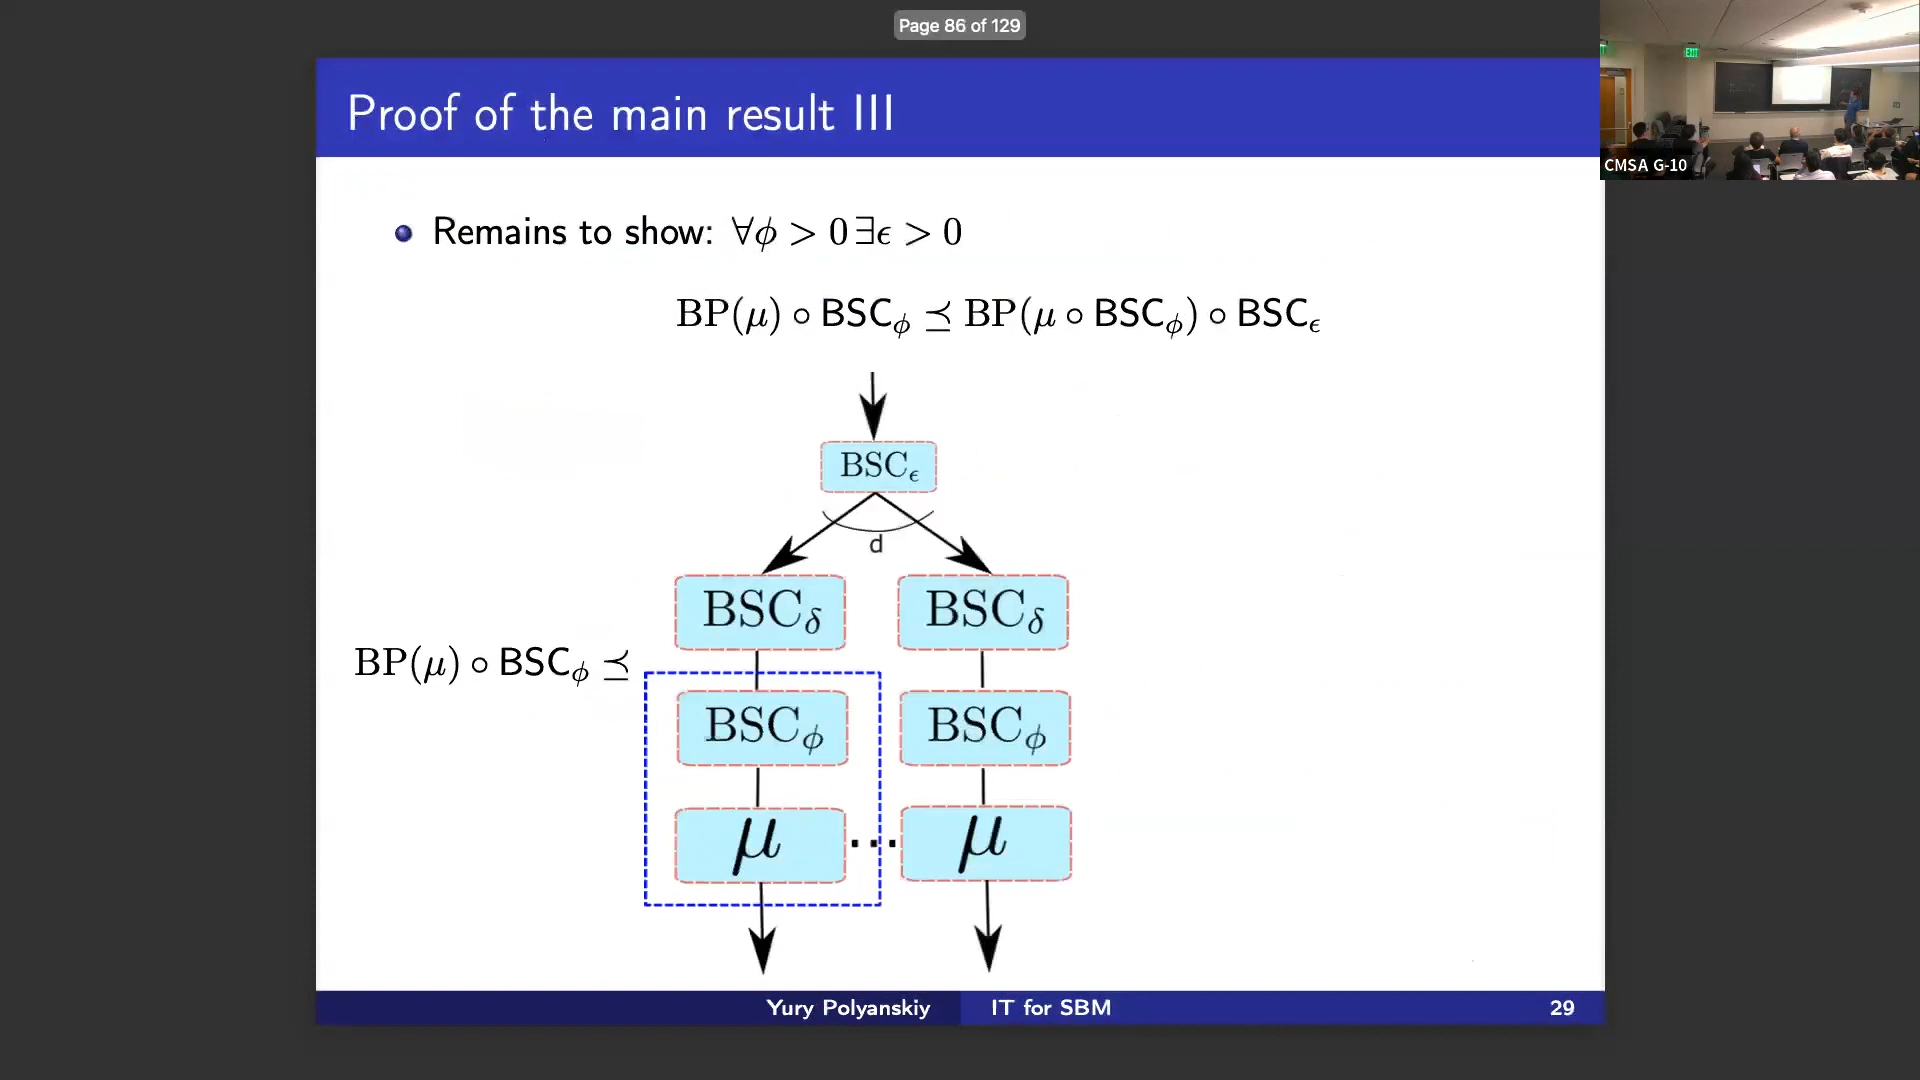 Page 86 of 129
Proof of the main result III
CMSA G-10
Remains to show: ∀ϕ > 0 ∃ϵ > 0
BP(μ) ∘ BSC_ϕ ⪯ BP(μ ∘ BSC_ϕ) ∘ BSC_ϵ
BSC_ϵ
d
BSC_δ BSC_δ
BP(μ) ∘ BSC_ϕ ⪯
BSC_ϕ BSC_ϕ
μ ... μ
Yury Polyanskiy IT for SBM 29